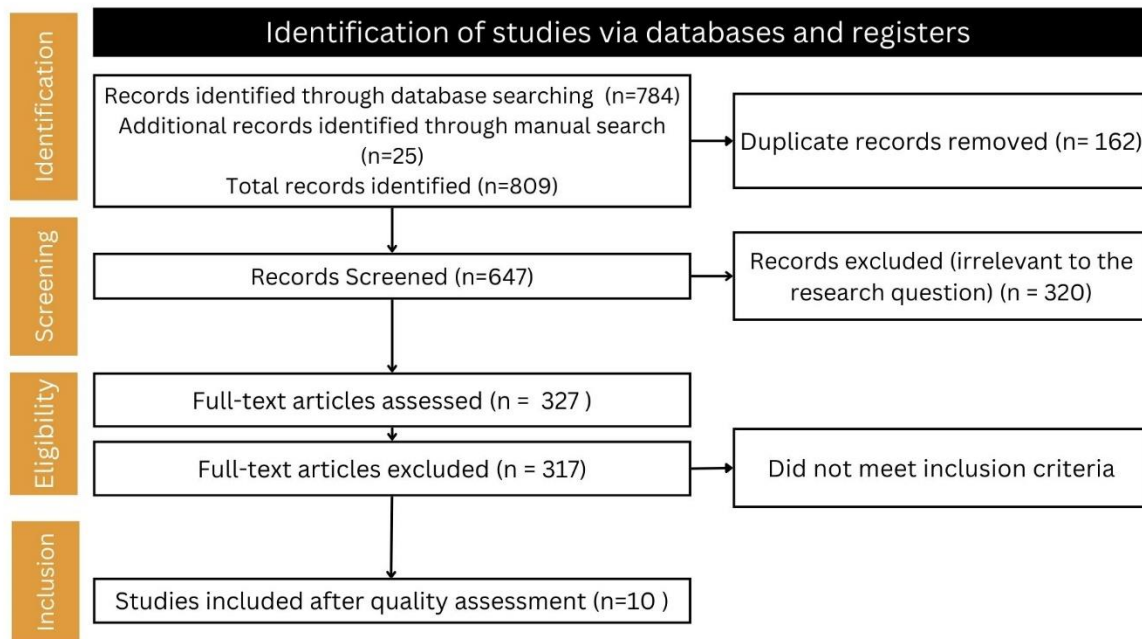 Identification of studies via databases and registers
Identification
Records identified through database searching (n=784)
Additional records identified through manual search
(n=25)
Total records identified (n=809)
Duplicate records removed (n= 162)
Screening
Records Screened (n=647)
Records excluded (irrelevant to the
research question) (n = 320)
Eligibility
Full-text articles assessed (n = 327 )
Full-text articles excluded (n = 317)
Did not meet inclusion criteria
Inclusion
Studies included after quality assessment (n=10 )